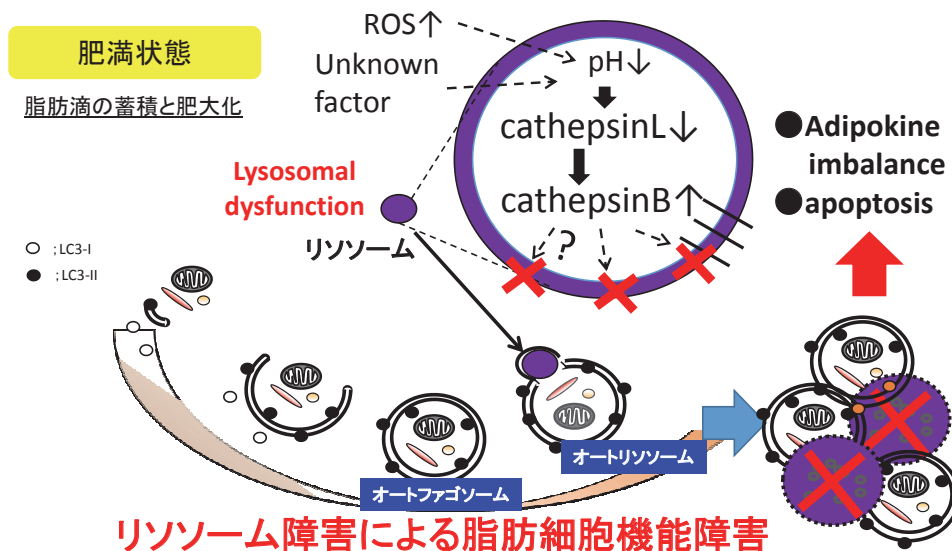 肥満状態
脂肪滴の蓄積と肥大化
ROS↑
Unknown
factor
pH↓
cathepsinL↓
cathepsinB↑
?
Lysosomal
dysfunction
リソソーム
●Adipokine
imbalance
●apoptosis
○ ;LC3-I
● ;LC3-II
オートファゴソーム
オートリソソーム
リソソーム障害による脂肪細胞機能障害